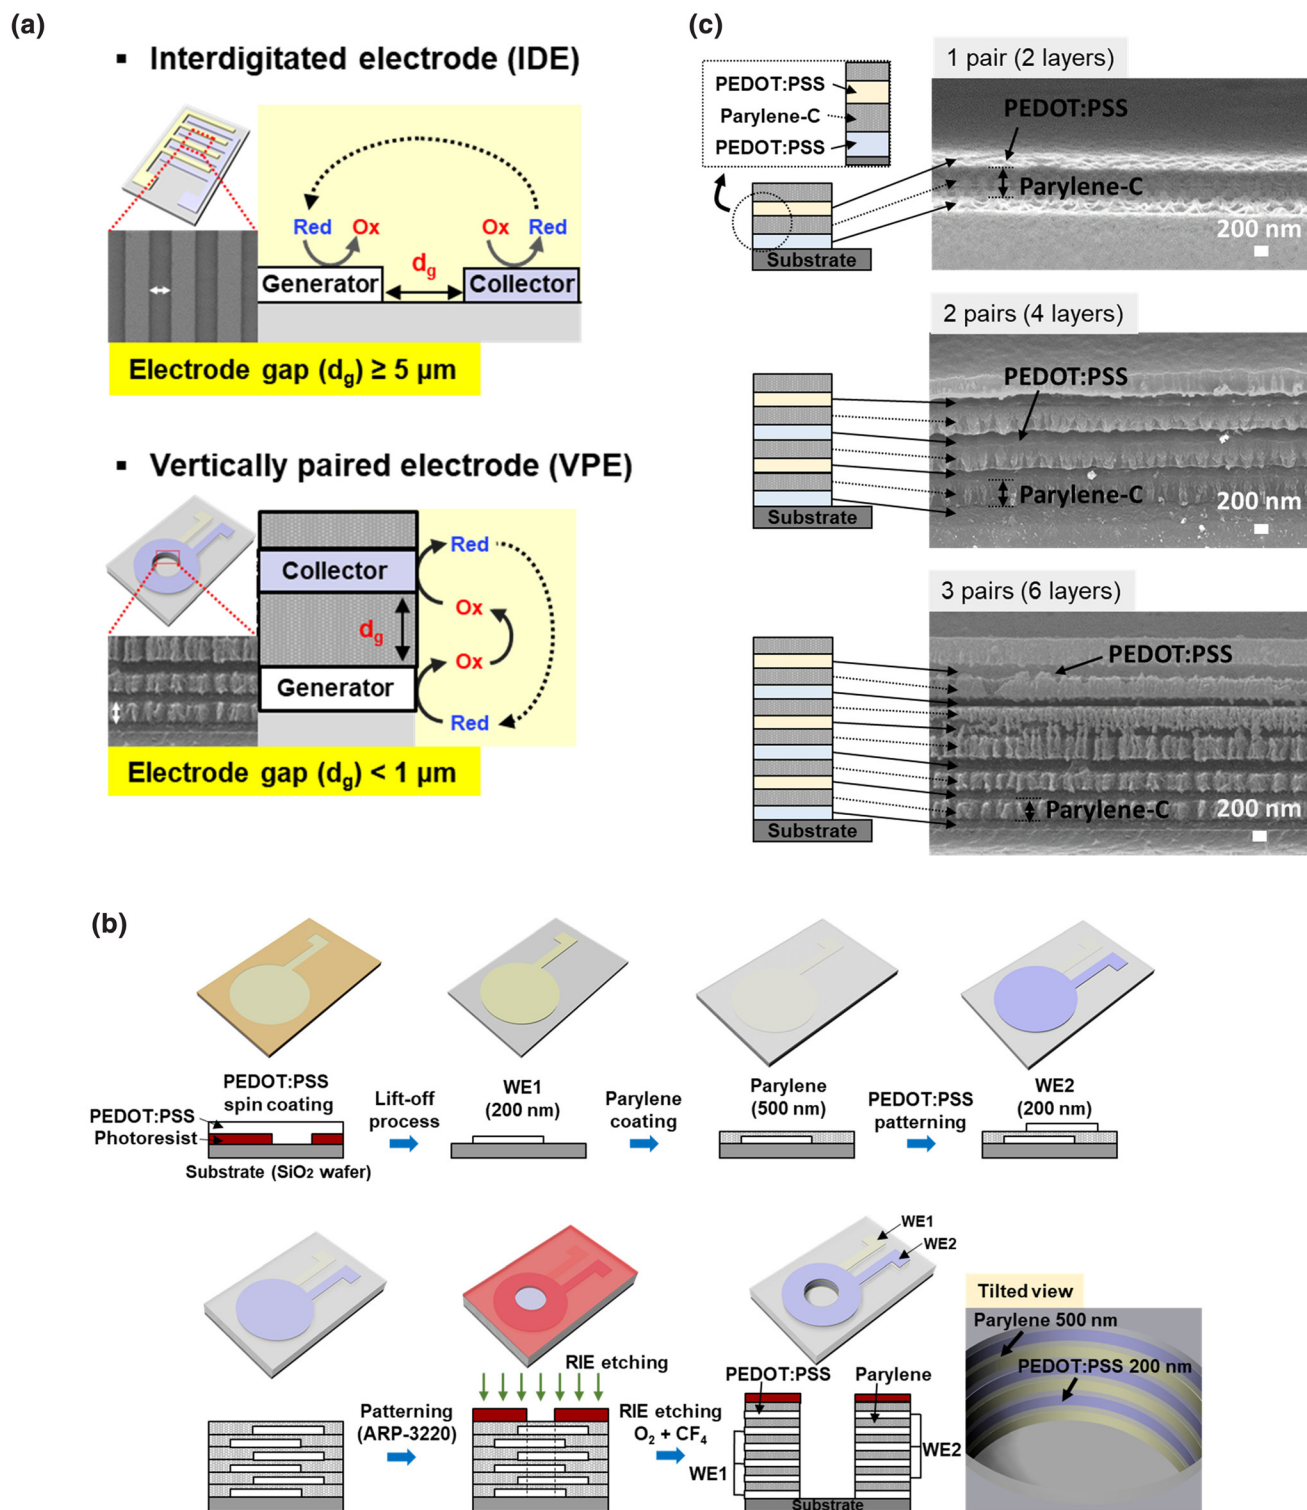 (a)
▪ Interdigitated electrode (IDE)
Red
Ox
Ox
Red
dg
Generator
Collector
Electrode gap (dg) ≥ 5 μm
▪ Vertically paired electrode (VPE)
Collector
dg
Generator
Red
Ox
Ox
Red
Electrode gap (dg) < 1 μm
(c)
1 pair (2 layers)
PEDOT:PSS
Parylene-C
PEDOT:PSS
Substrate
PEDOT:PSS
Parylene-C
200 nm
2 pairs (4 layers)
Substrate
PEDOT:PSS
Parylene-C
200 nm
3 pairs (6 layers)
Substrate
PEDOT:PSS
Parylene-C
200 nm
(b)
PEDOT:PSS
spin coating
PEDOT:PSS
Photoresist
Substrate (SiO2 wafer)
Lift-off
process
WE1
(200 nm)
Parylene
coating
Parylene
(500 nm)
PEDOT:PSS
patterning
WE2
(200 nm)
Patterning
(ARP-3220)
RIE etching
RIE etching
O2 + CF4
WE1
WE2
PEDOT:PSS
Parylene
WE1
WE2
Substrate
Tilted view
Parylene 500 nm
PEDOT:PSS 200 nm